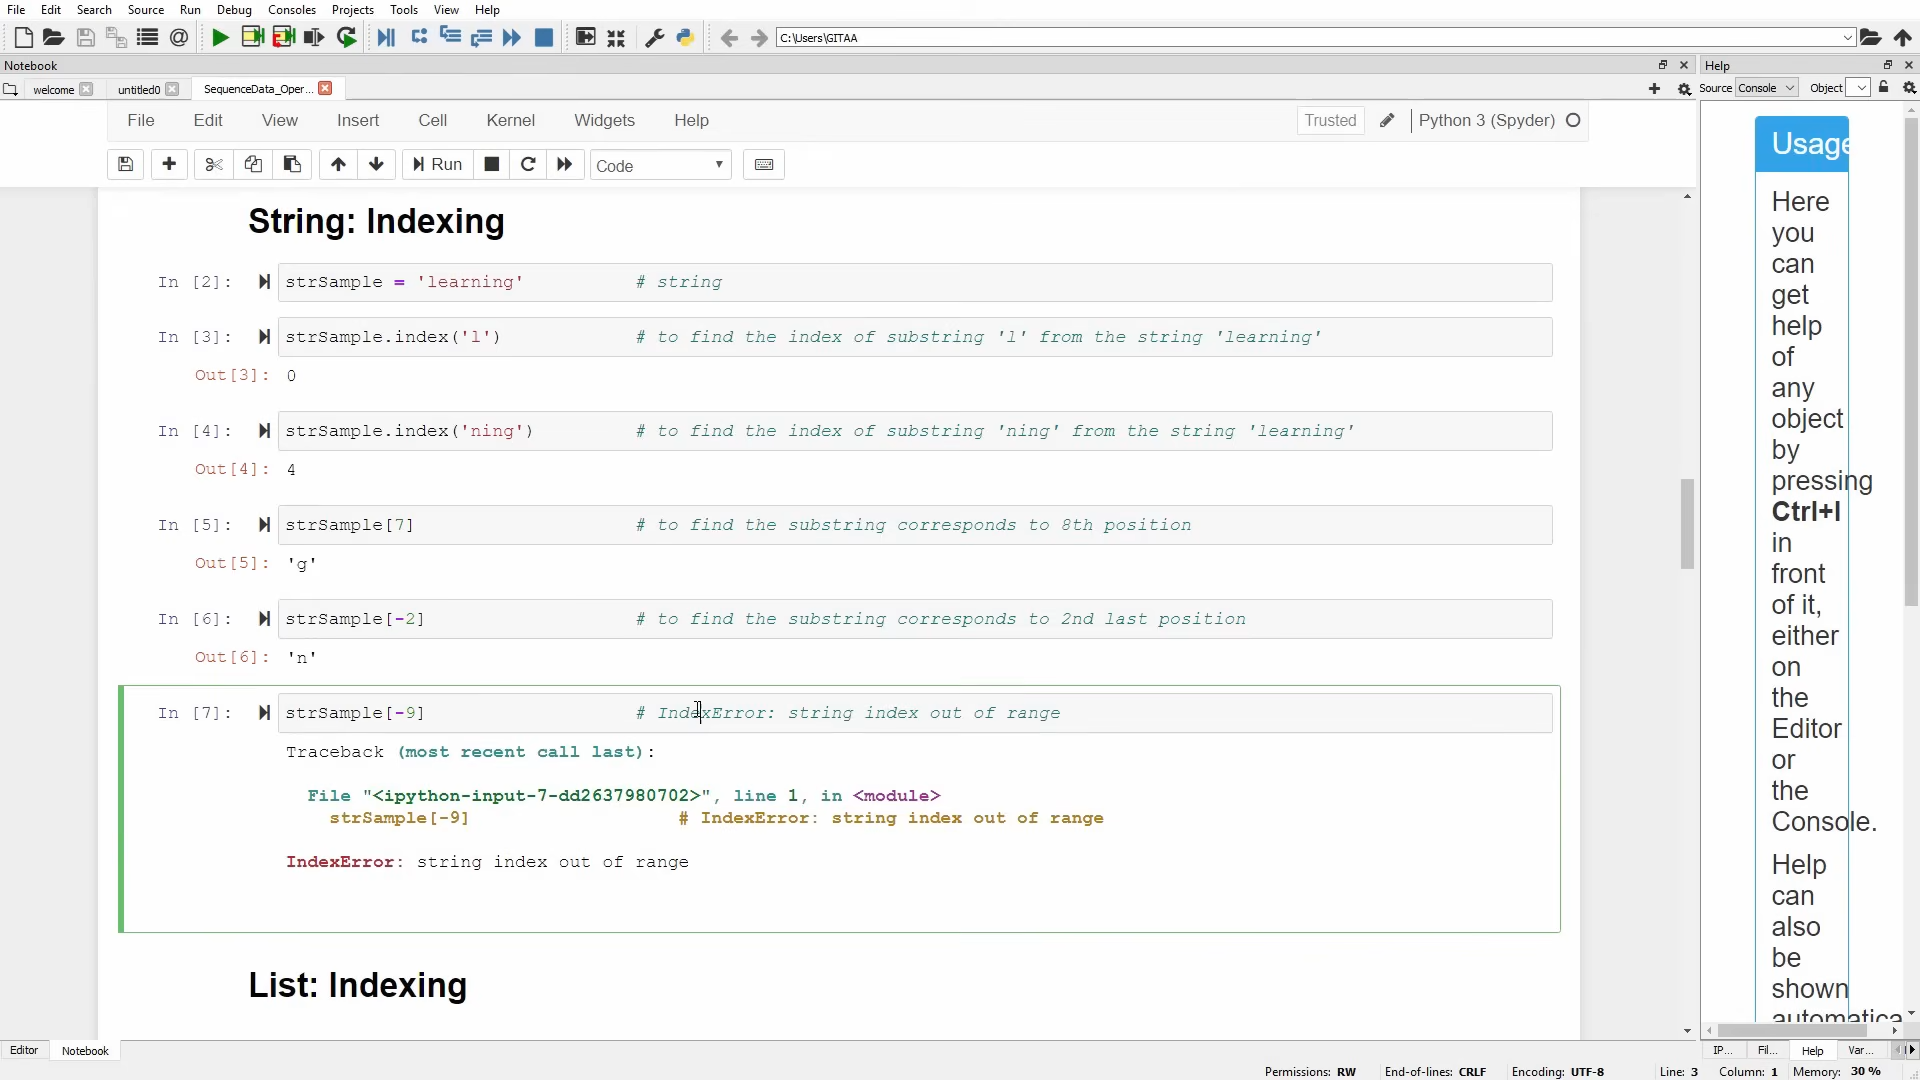 File Edit Search Source Run Debug Consoles Projects Tools View Help
C:\Users\GITAA
Notebook
Help
welcome untitled0 SequenceData_Oper...
Source Console Object
File Edit View Insert Cell Kernel Widgets Help
Trusted Python 3 (Spyder)
Run Code
String: Indexing
In [2]: strSample = 'learning' # string
In [3]: strSample.index('l') # to find the index of substring 'l' from the string 'learning'
Out[3]: 0
In [4]: strSample.index('ning') # to find the index of substring 'ning' from the string 'learning'
Out[4]: 4
In [5]: strSample[7] # to find the substring corresponds to 8th position
Out[5]: 'g'
In [6]: strSample[-2] # to find the substring corresponds to 2nd last position
Out[6]: 'n'
In [7]: strSample[-9] # IndexError: string index out of range
Traceback (most recent call last):
File "<ipython-input-7-dd2637980702>", line 1, in <module>
strSample[-9] # IndexError: string index out of range
IndexError: string index out of range
List: Indexing
Usage
Here
you
can
get
help
of
any
object
by
pressing
Ctrl+I
in
front
of it,
either
on
the
Editor
or
the
Console.
Help
can
also
be
shown
automatica
Editor Notebook
IP... Fil... Help Var...
Permissions: RW End-of-lines: CRLF Encoding: UTF-8 Line: 3 Column: 1 Memory: 30 %